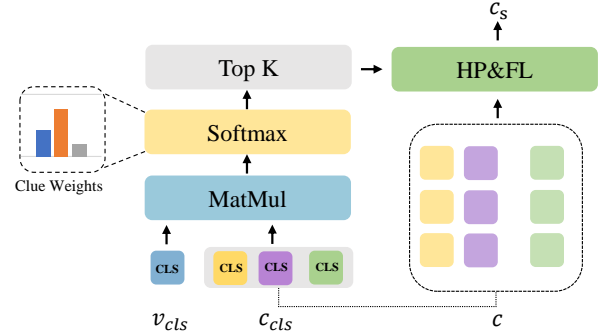 c_s
Top K
HP&FL
Softmax
Clue Weights
MatMul
CLS
CLS
CLS
CLS
v_cls
c_cls
c